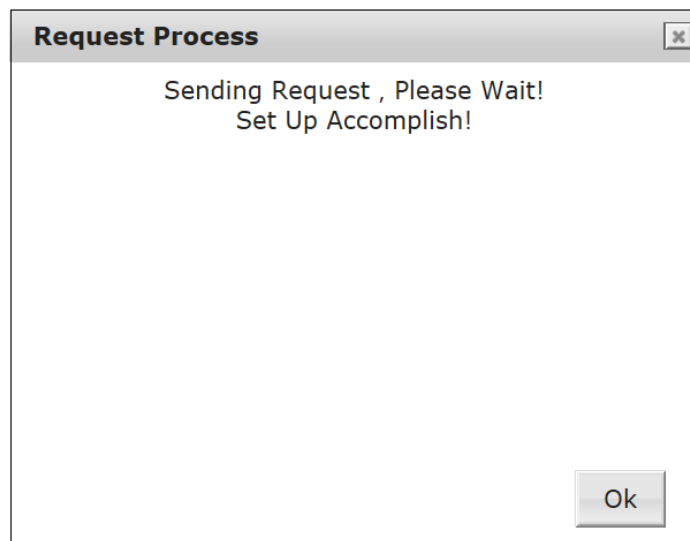 Request Process
Sending Request , Please Wait!
Set Up Accomplish!
Ok